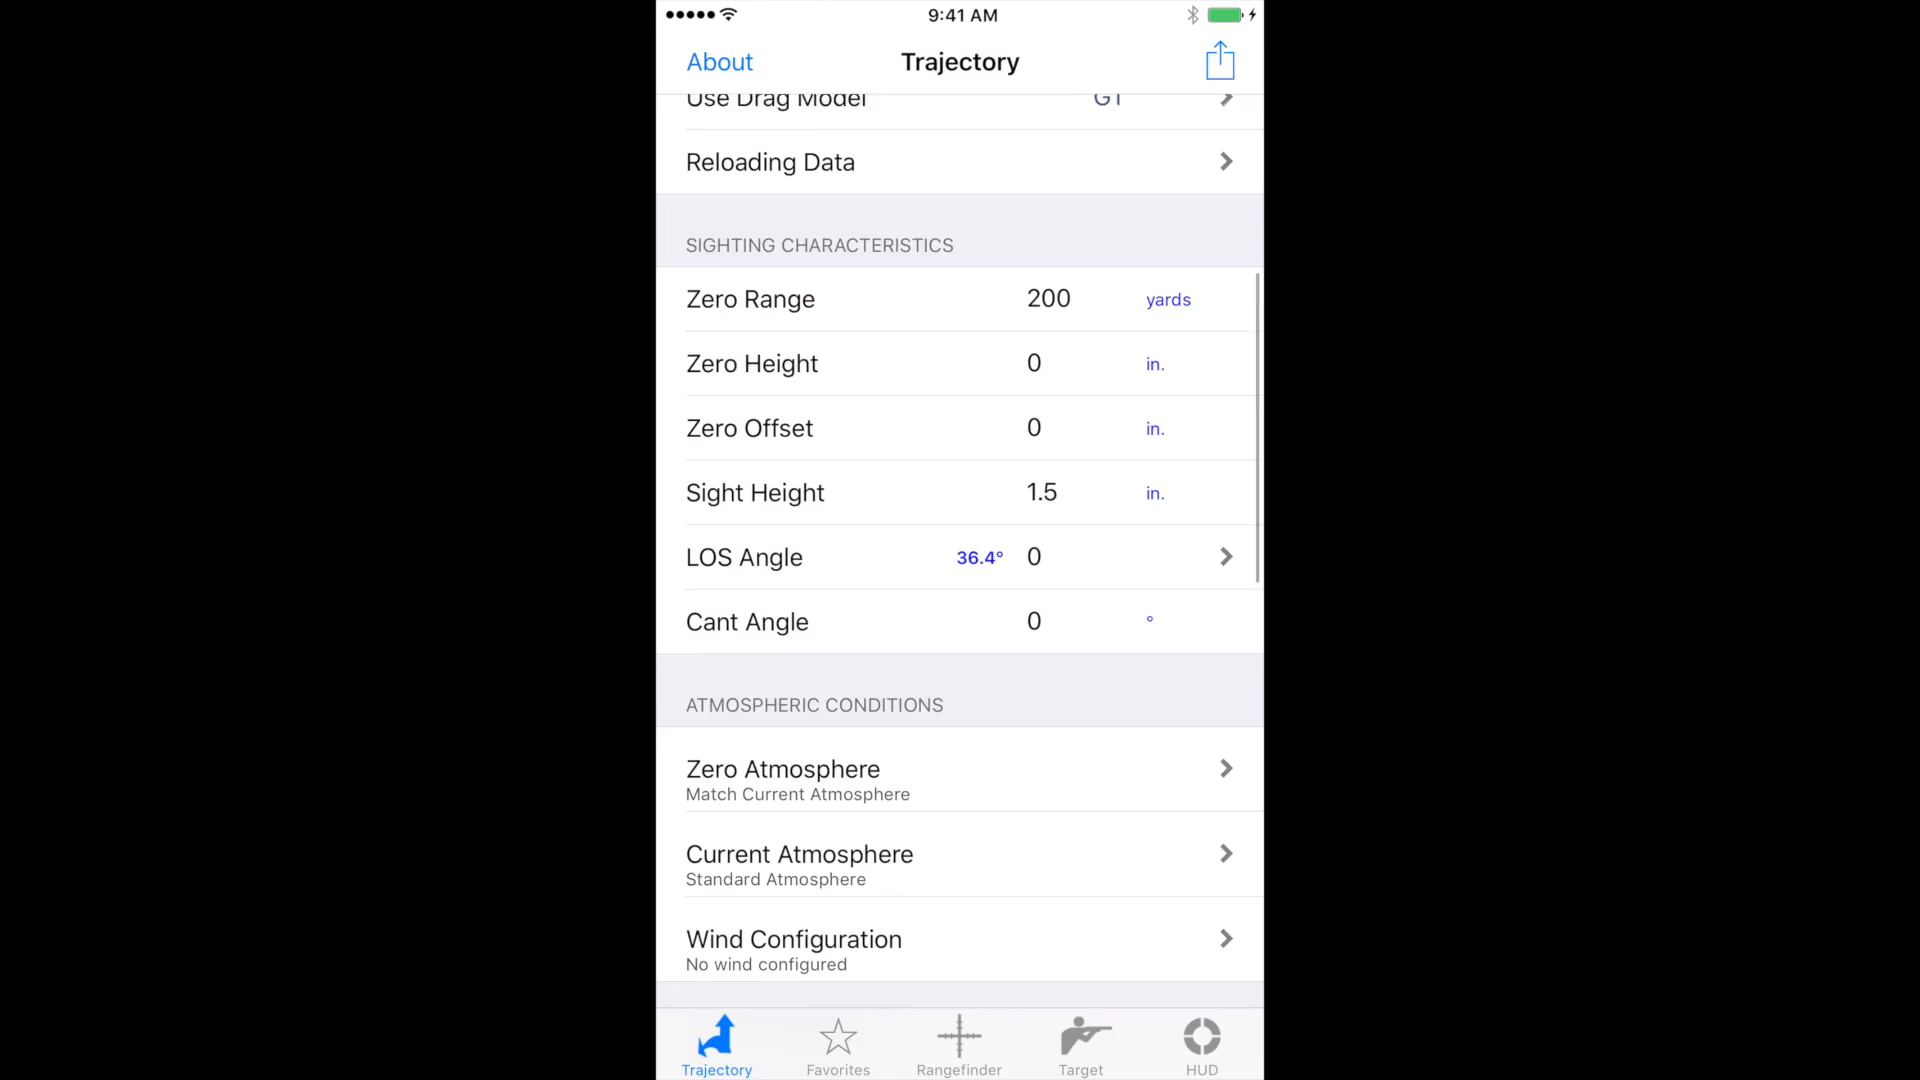 9:41 AM
About
Trajectory
Use Drag Model G1
Reloading Data
SIGHTING CHARACTERISTICS
Zero Range 200 yards
Zero Height 0 in.
Zero Offset 0 in.
Sight Height 1.5 in.
LOS Angle 36.4° 0
Cant Angle 0 °
ATMOSPHERIC CONDITIONS
Zero Atmosphere
Match Current Atmosphere
Current Atmosphere
Standard Atmosphere
Wind Configuration
No wind configured
Trajectory Favorites Rangefinder Target HUD